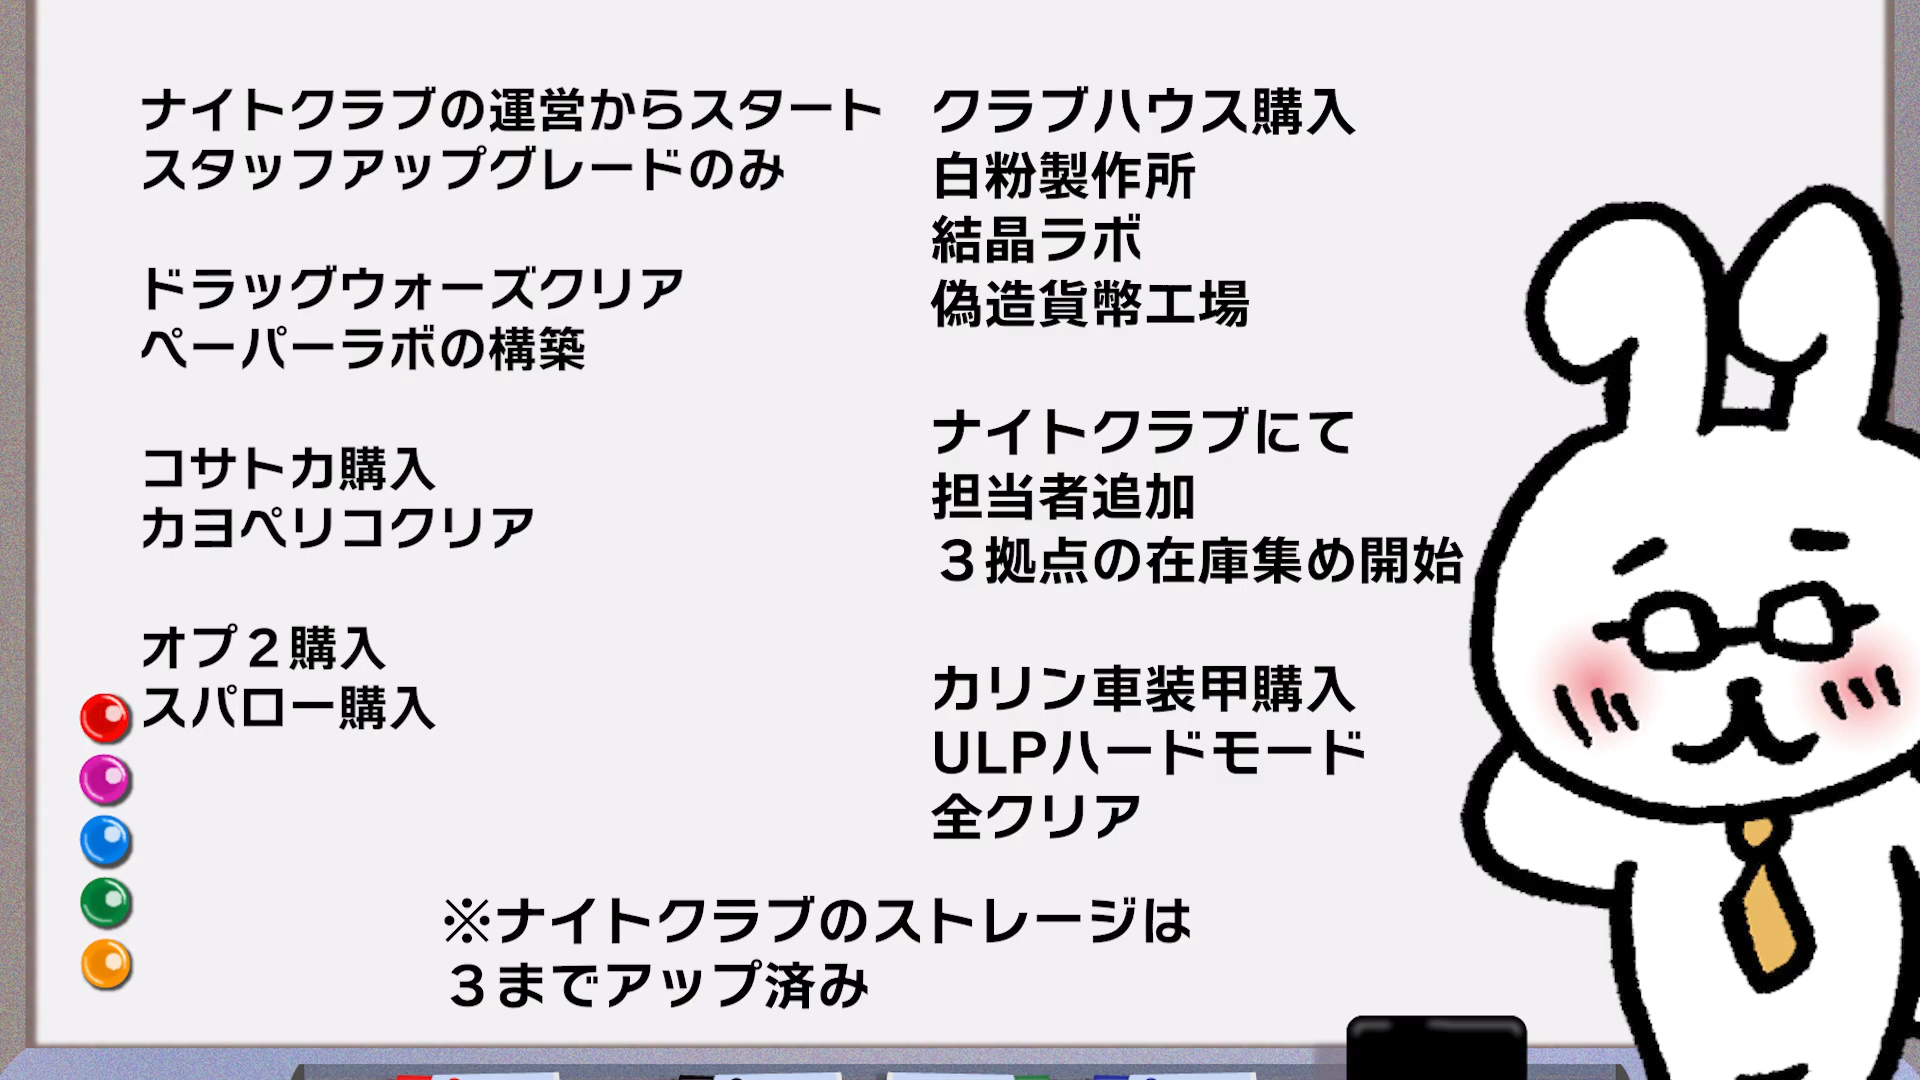 ナイトクラブの運営からスタート
スタッフアップグレードのみ
ドラッグウォーズクリア
ペーパーラボの構築
コサトカ購入
カヨペリコクリア
オプ２購入
スパロー購入
クラブハウス購入
白粉製作所
結晶ラボ
偽造貨幣工場
ナイトクラブにて
担当者追加
３拠点の在庫集め開始
カリン車装甲購入
ULPハードモード
全クリア
※ナイトクラブのストレージは
３までアップ済み